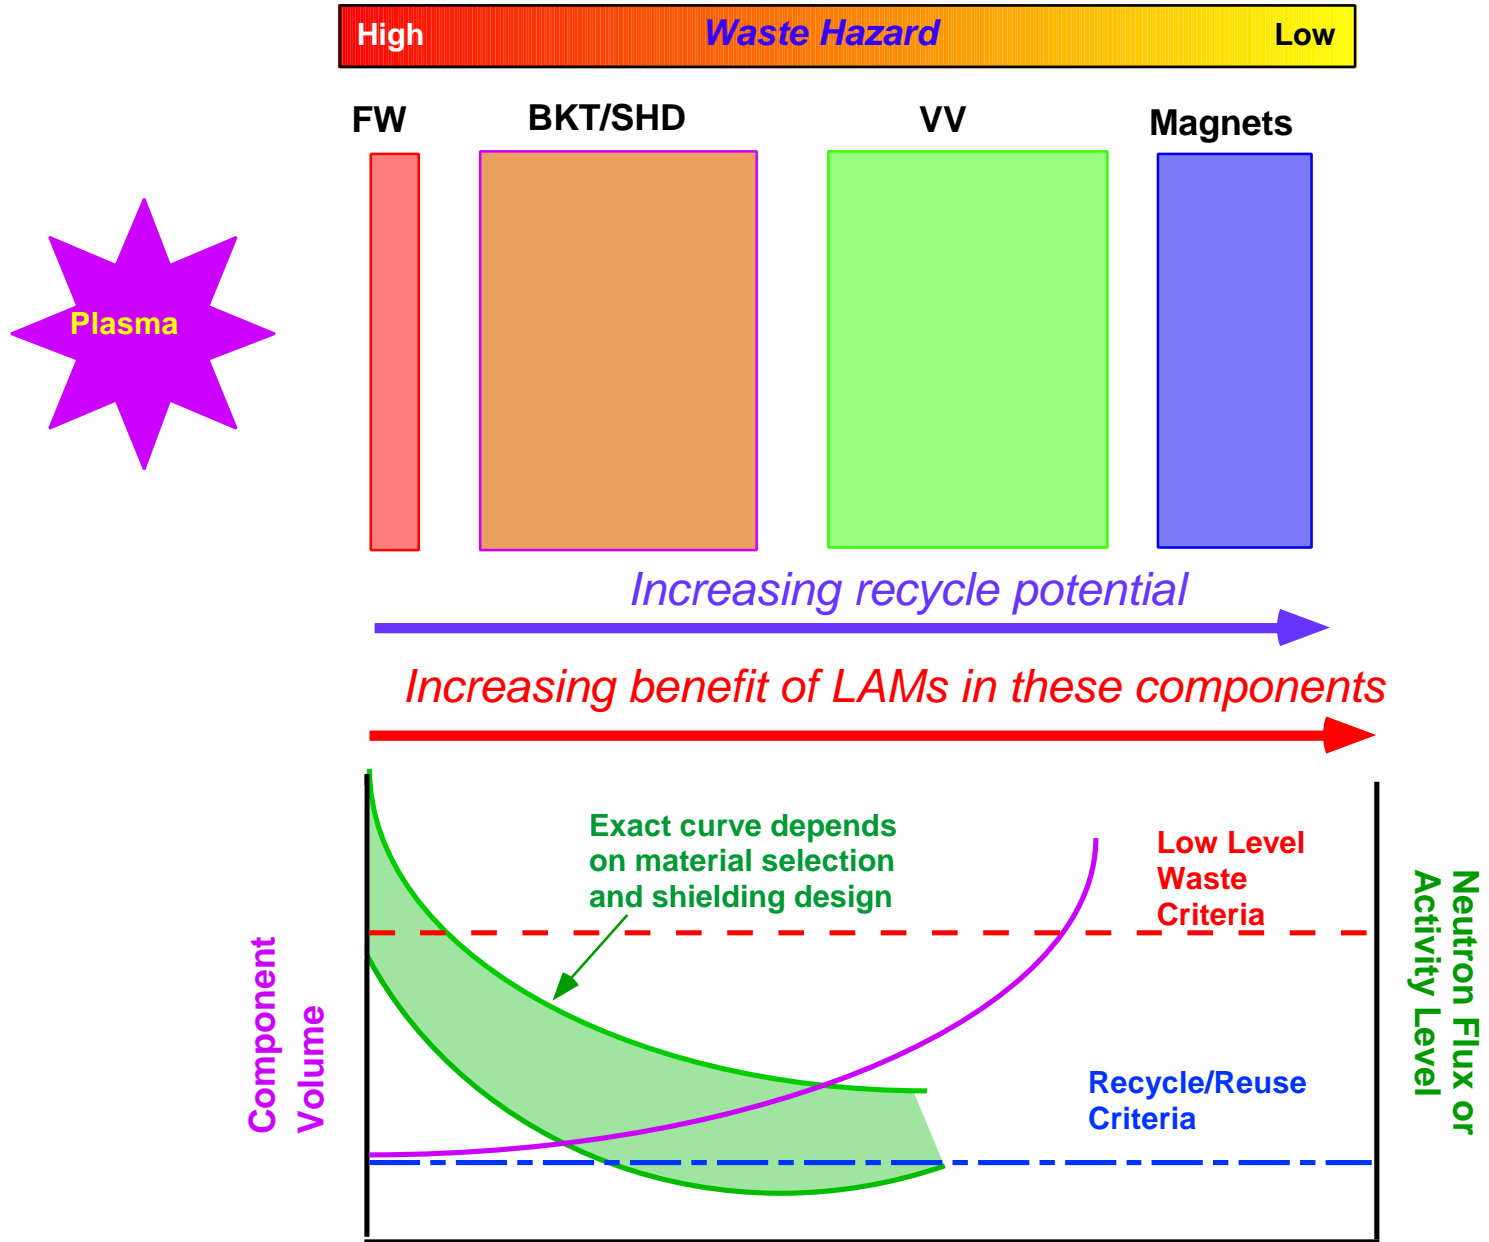 High Waste Hazard Low
FW BKT/SHD VV Magnets
Plasma
Increasing recycle potential
Increasing benefit of LAMs in these components
Exact curve depends
on material selection
and shielding design
Low Level
Waste
Criteria
Component
Volume
Neutron Flux or
Activity Level
Recycle/Reuse
Criteria